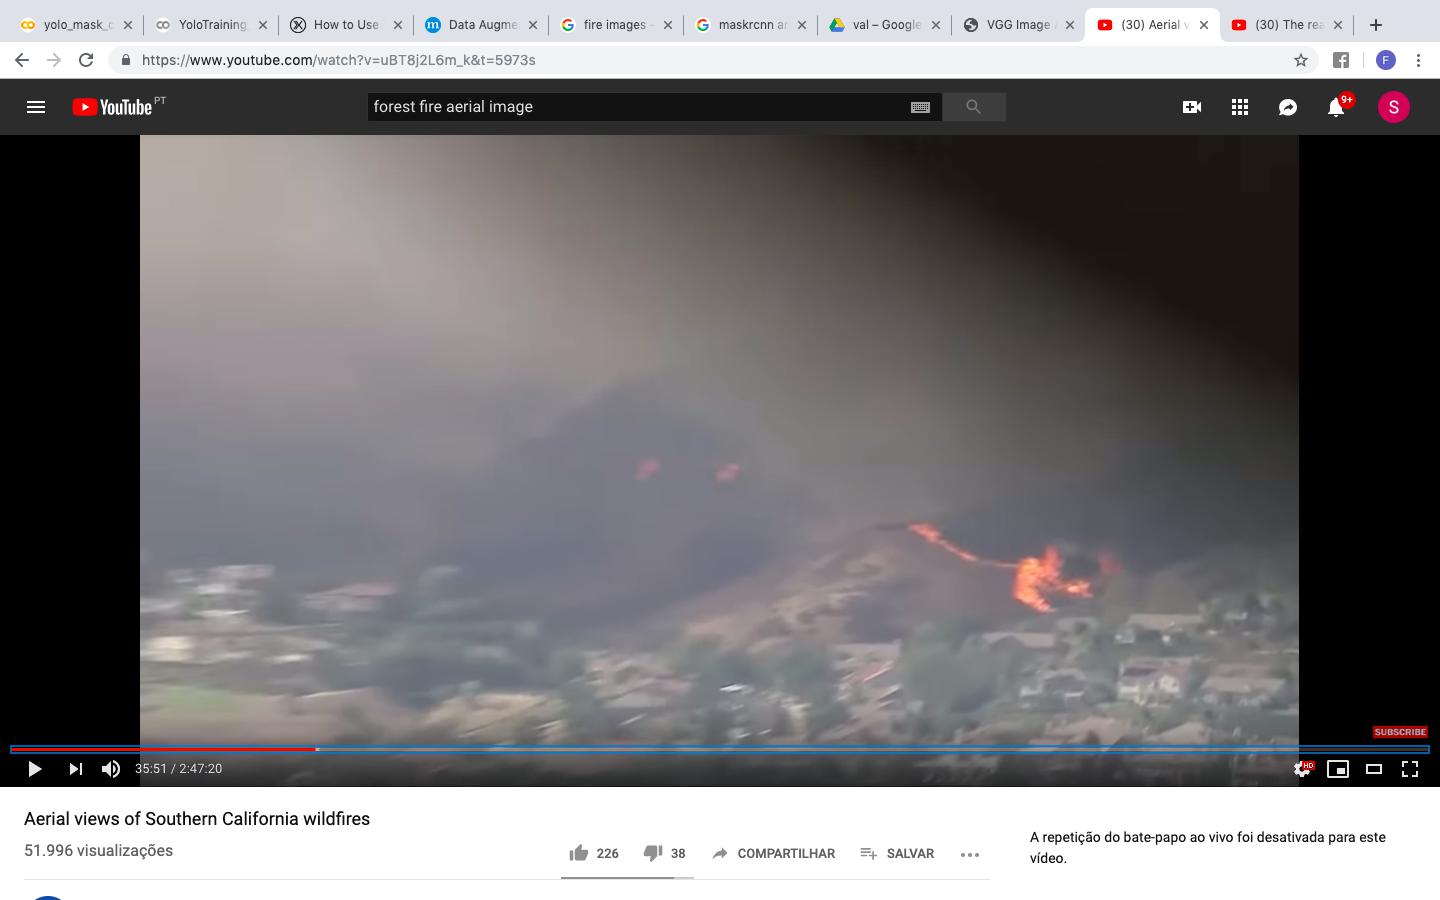 yolo_mask_c
YoloTraining
How to Use
Data Augme
fire images -
maskrcnn
val – Google
VGG Image
(30) Aerial v
(30) The rea
https://www.youtube.com/watch?v=uBT8j2L6m_k&t=5973s
F
YouTube PT
forest fire aerial image
9+
S
SUBSCRIBE
35:51 / 2:47:20
HD
Aerial views of Southern California wildfires
51.996 visualizações
226
38
COMPARTILHAR
SALVAR
A repetição do bate-papo ao vivo foi desativada para este
vídeo.